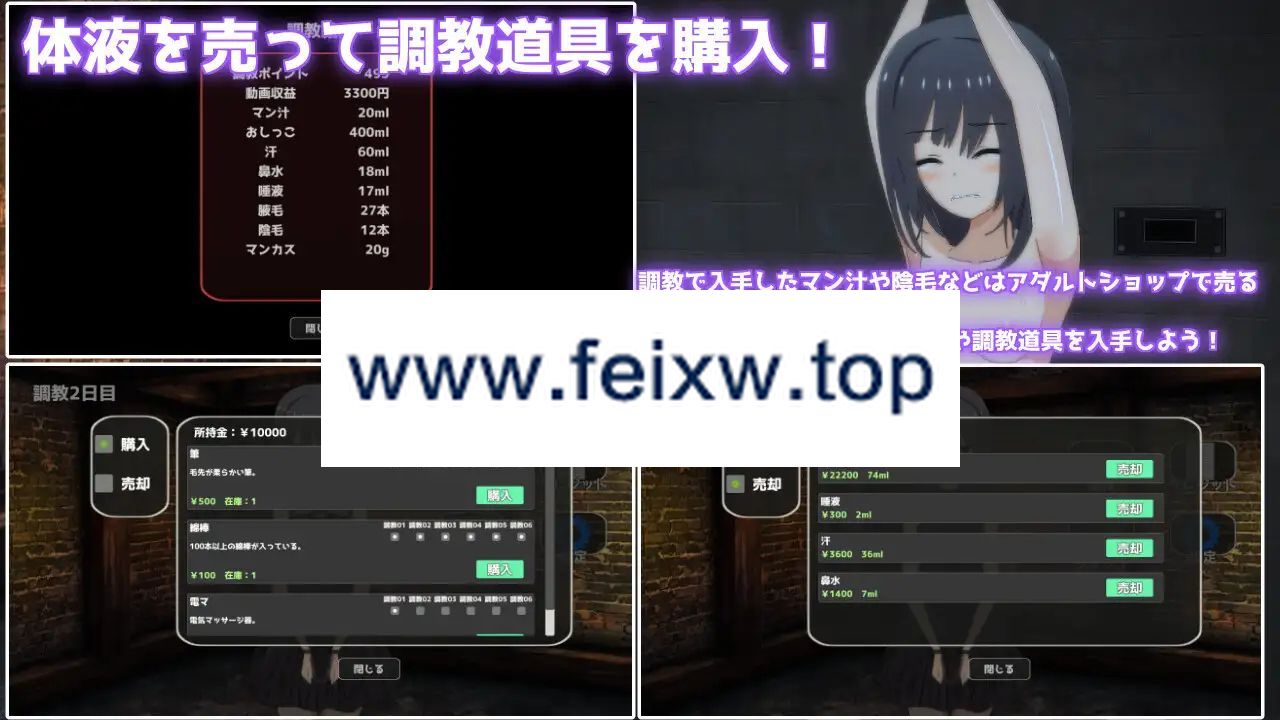 体液を売って調教道具を購入！
調教ポイント 495
動画収益 3300円
マン汁 20ml
おしっこ 400ml
汗 60ml
鼻水 18ml
唾液 17ml
腋毛 27本
陰毛 12本
マンカス 20g
調教で入手したマン汁や陰毛などはアダルトショップで売る
や調教道具を入手しよう！
www.feixw.top
調教2日目
購入
売却
所持金：￥10000
筆
毛先が柔らかい筆。
￥500 在庫：1
購入
綿棒 調教01 調教02 調教03 調教04 調教05 調教06
100本以上の綿棒が入っている。
￥100 在庫：1
購入
電マ 調教01 調教02 調教03 調教04 調教05 調教06
電気マッサージ器。
閉じる
売却
￥22200 74ml
売却
唾液
￥300 2ml
売却
汗
￥3600 36ml
売却
鼻水
￥1400 7ml
売却
閉じる